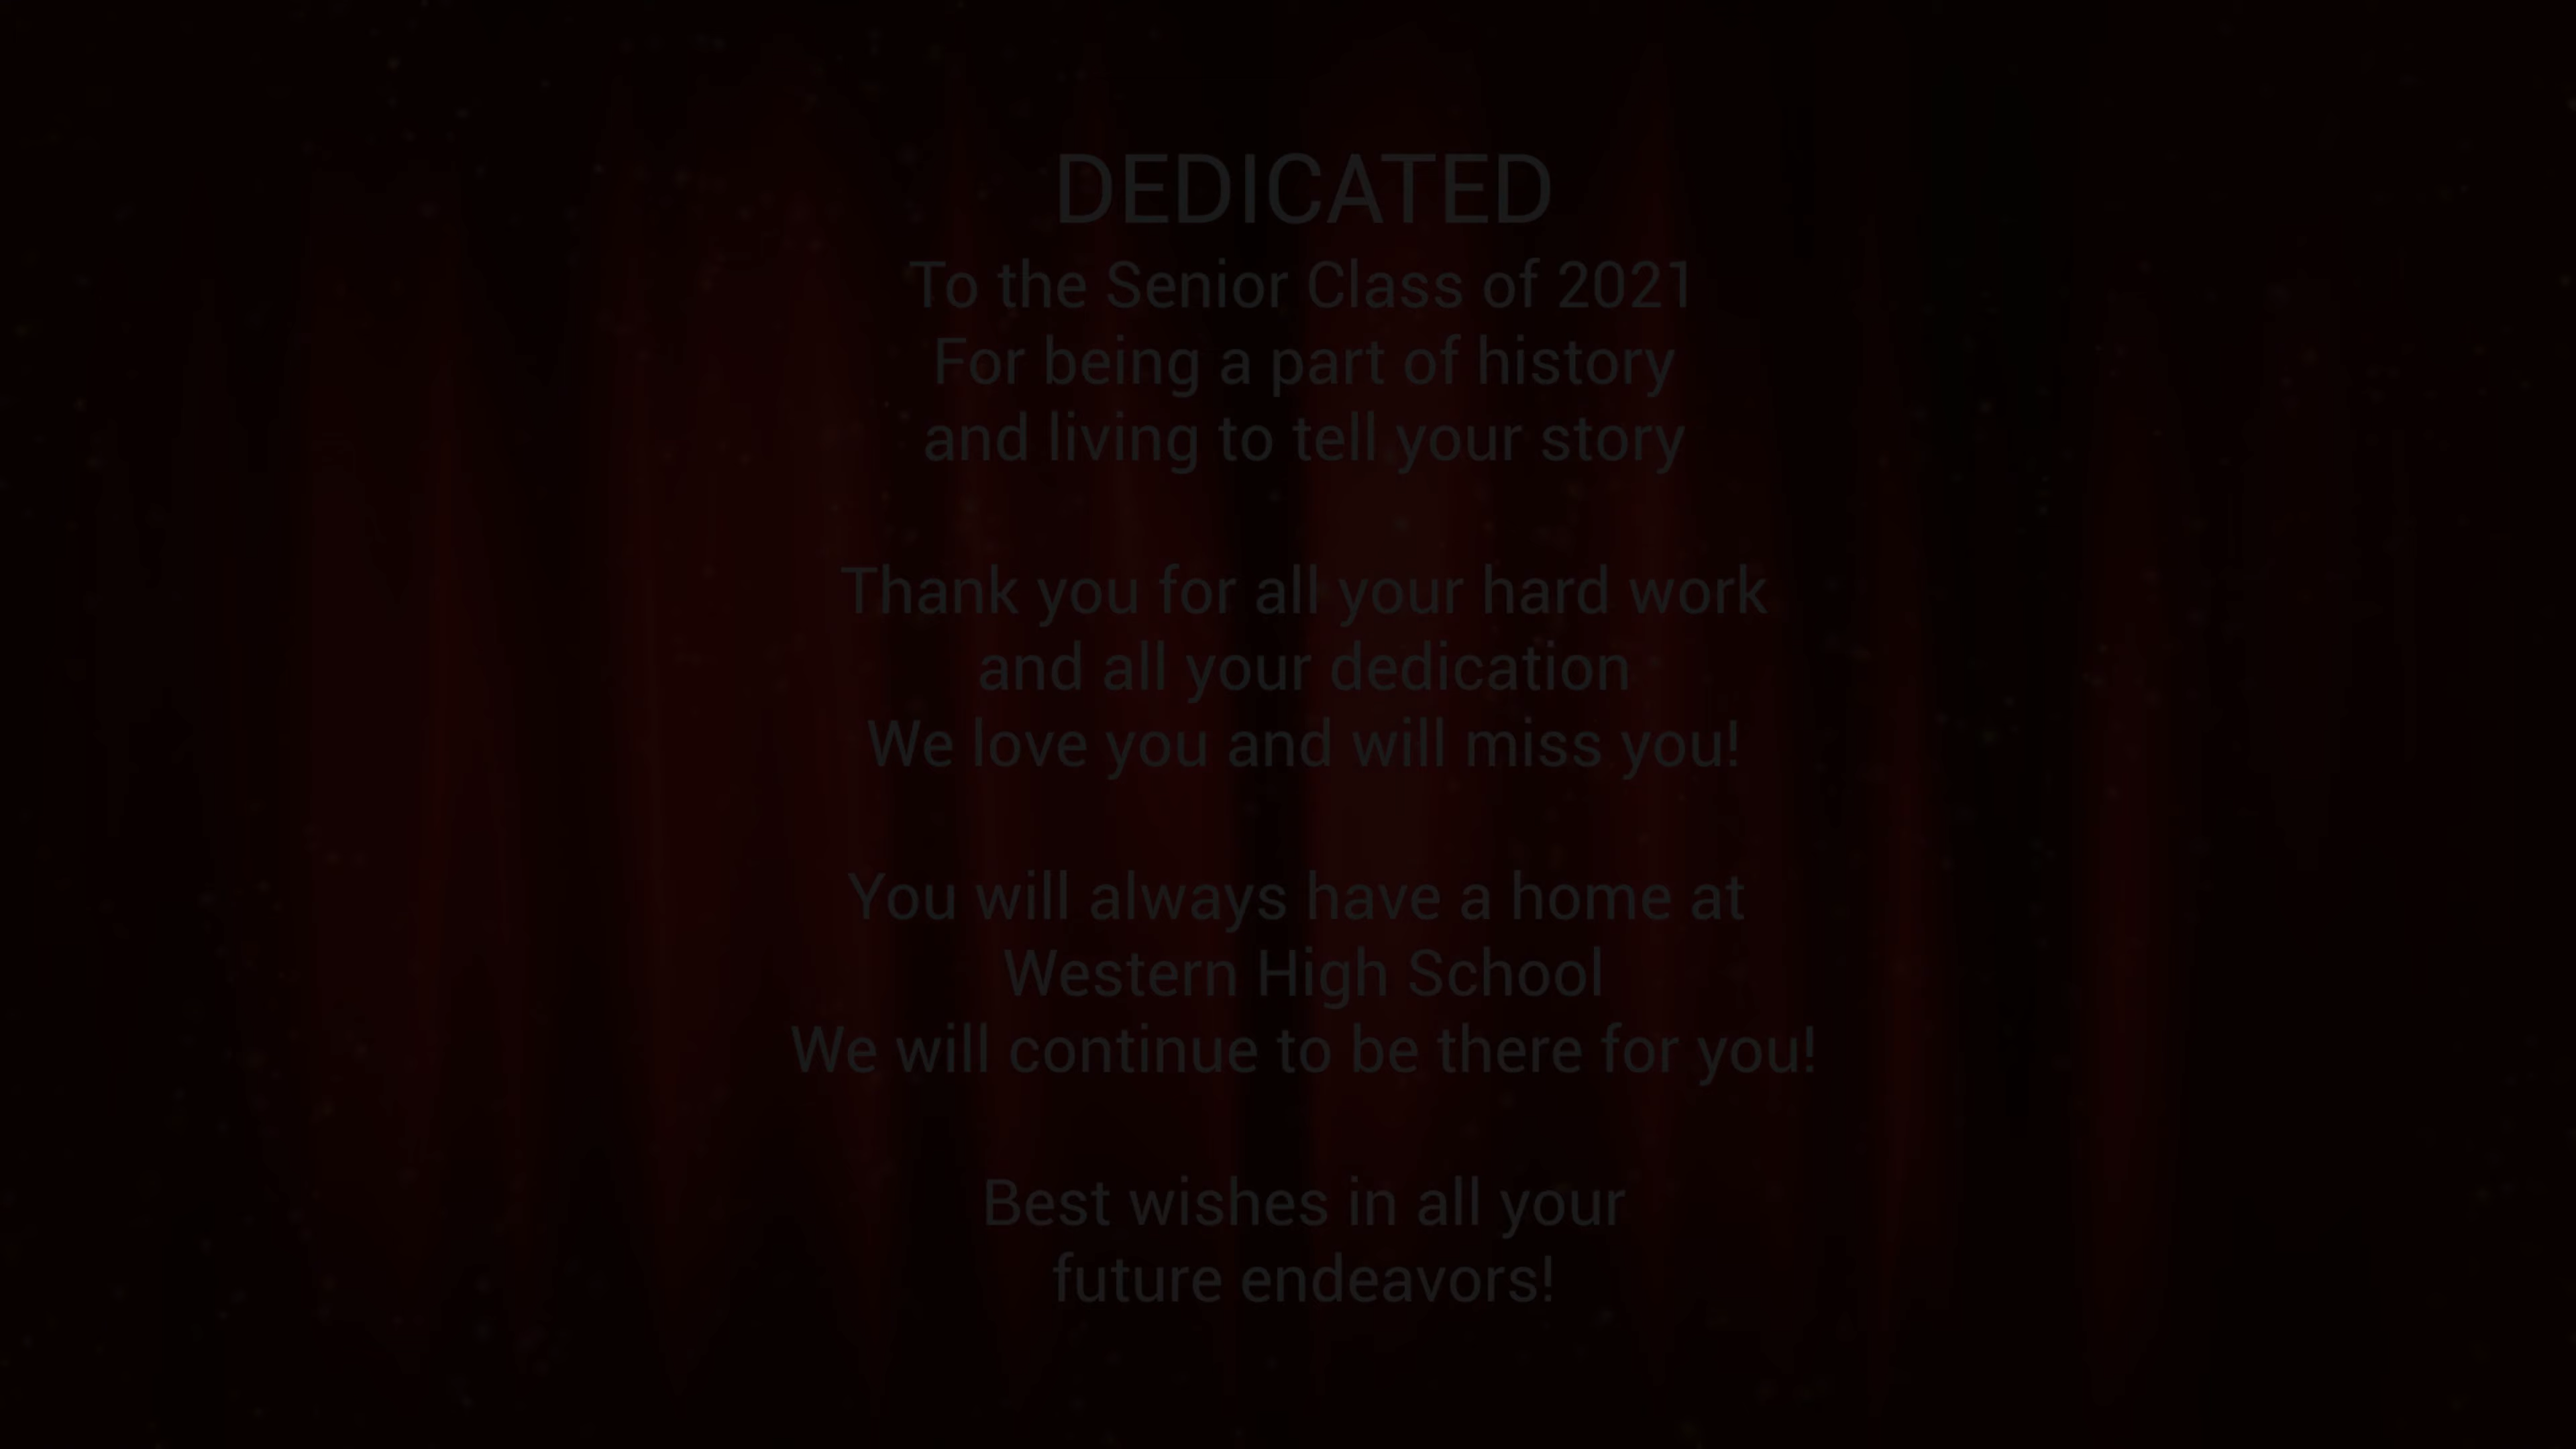 DEDICATED
To the Senior Class of 2021
For being a part of history
and living to tell your story
Thank you for all your hard work
and all your dedication
We love you and will miss you!
You will always have a home at
Western High School
We will continue to be there for you!
Best wishes in all your
future endeavors!